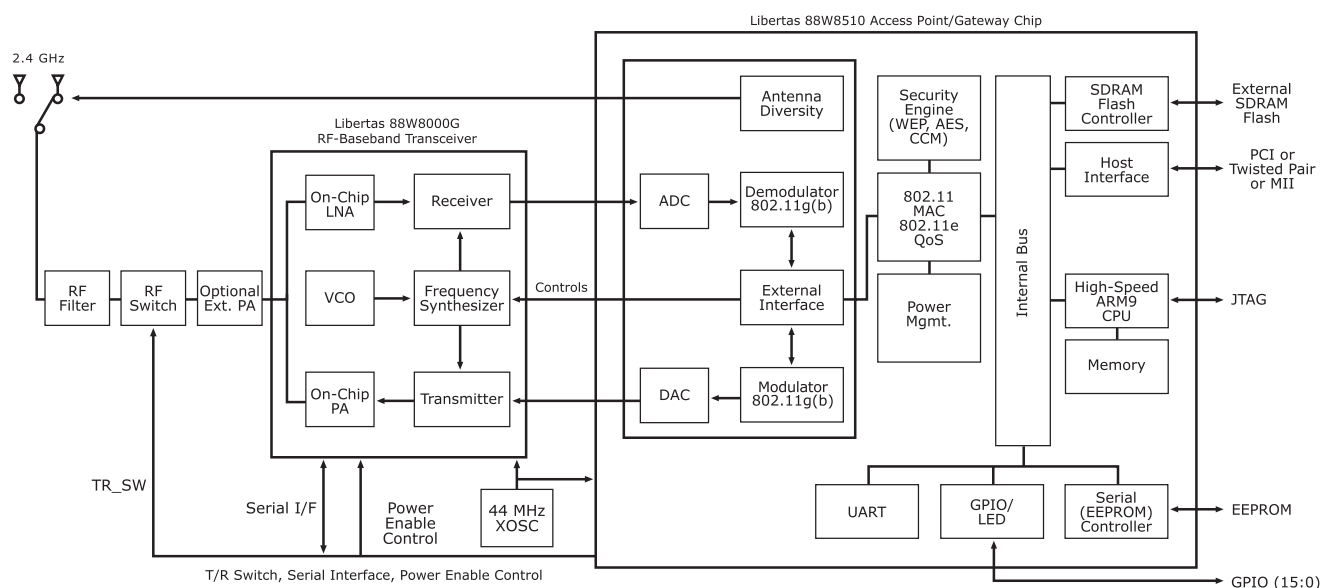 Libertas 88W8510 Access Point/Gateway Chip
2.4 GHz
Libertas 88W8000G
RF-Baseband Transceiver
Antenna
Diversity
Security
Engine
(WEP, AES,
CCM)
SDRAM
Flash
Controller
External
SDRAM
Flash
On-Chip
LNA
Receiver
ADC
Demodulator
802.11g(b)
802.11
MAC
802.11e
QoS
Internal Bus
Host
Interface
PCI or
Twisted Pair
or MII
RF
Filter
RF
Switch
Optional
Ext. PA
VCO
Frequency
Synthesizer
Controls
External
Interface
Power
Mgmt.
High-Speed
ARM9
CPU
JTAG
Memory
On-Chip
PA
Transmitter
DAC
Modulator
802.11g(b)
TR_SW
Serial I/F
Power
Enable
Control
44 MHz
XOSC
UART
GPIO/
LED
Serial
(EEPROM)
Controller
EEPROM
T/R Switch, Serial Interface, Power Enable Control
GPIO (15:0)